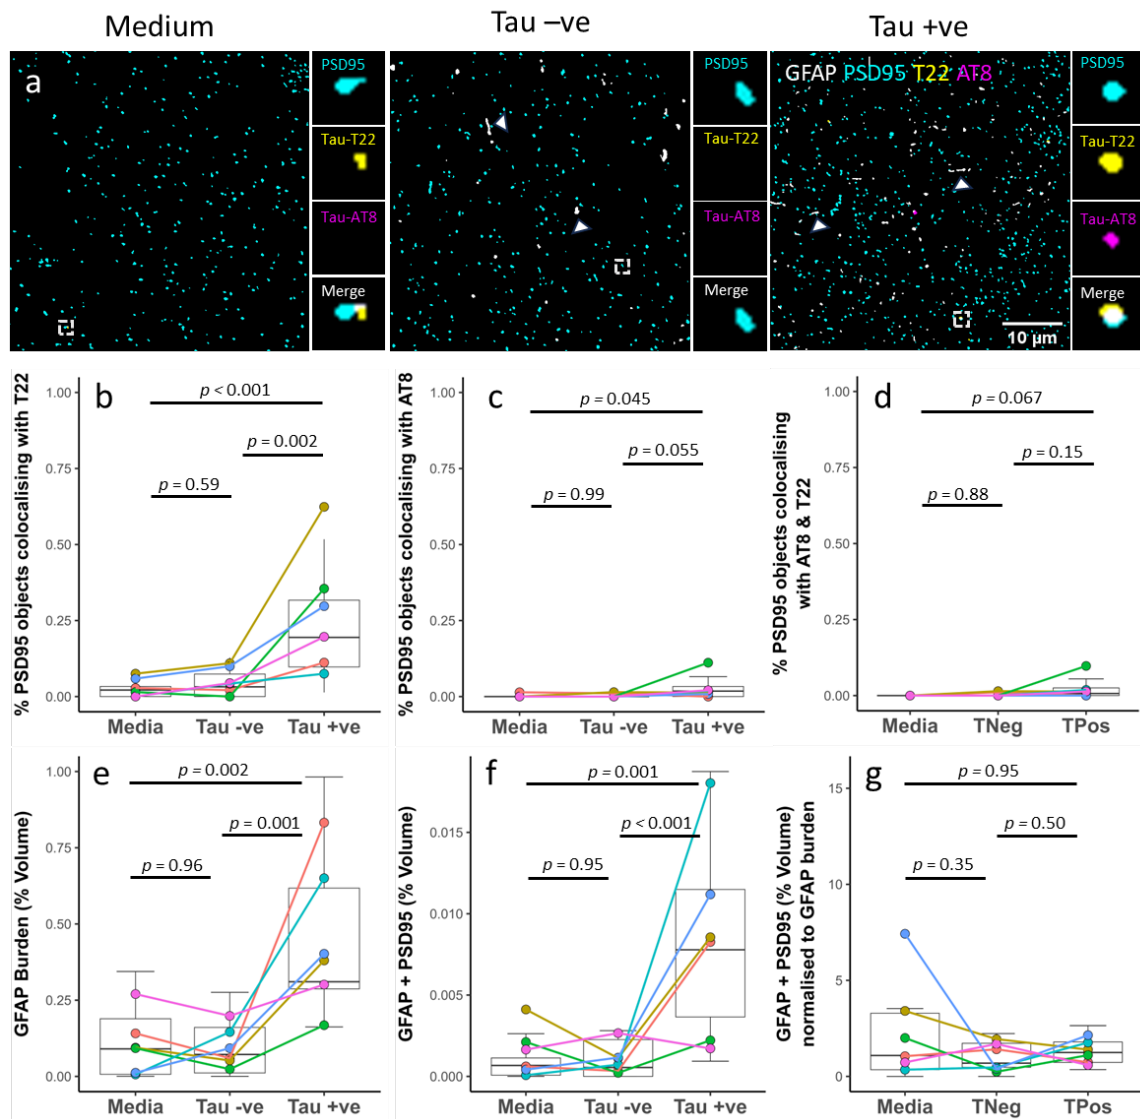 Medium
Tau –ve
Tau +ve
a
PSD95
Tau-T22
Tau-AT8
Merge
PSD95
Tau-T22
Tau-AT8
Merge
GFAP PSD95 T22 AT8
10 µm
PSD95
Tau-T22
Tau-AT8
Merge
b
% PSD95 objects colocalising with T22
1.00
0.75
0.50
0.25
0.00
p < 0.001
p = 0.002
p = 0.59
Media Tau -ve Tau +ve
c
% PSD95 objects colocalising with AT8
1.00
0.75
0.50
0.25
0.00
p = 0.045
p = 0.055
p = 0.99
Media Tau -ve Tau +ve
d
% PSD95 objects colocalising
with AT8 & T22
1.00
0.75
0.50
0.25
0.00
p = 0.067
p = 0.15
p = 0.88
Media TNeg TPos
e
GFAP Burden (% Volume)
1.00
0.75
0.50
0.25
0.00
p = 0.002
p = 0.001
p = 0.96
Media Tau -ve Tau +ve
f
GFAP + PSD95 (% Volume)
0.015
0.010
0.005
0.000
p = 0.001
p < 0.001
p = 0.95
Media Tau -ve Tau +ve
g
GFAP + PSD95 (% Volume)
normalised to GFAP burden
15
10
5
0
p = 0.95
p = 0.50
p = 0.35
Media TNeg TPos